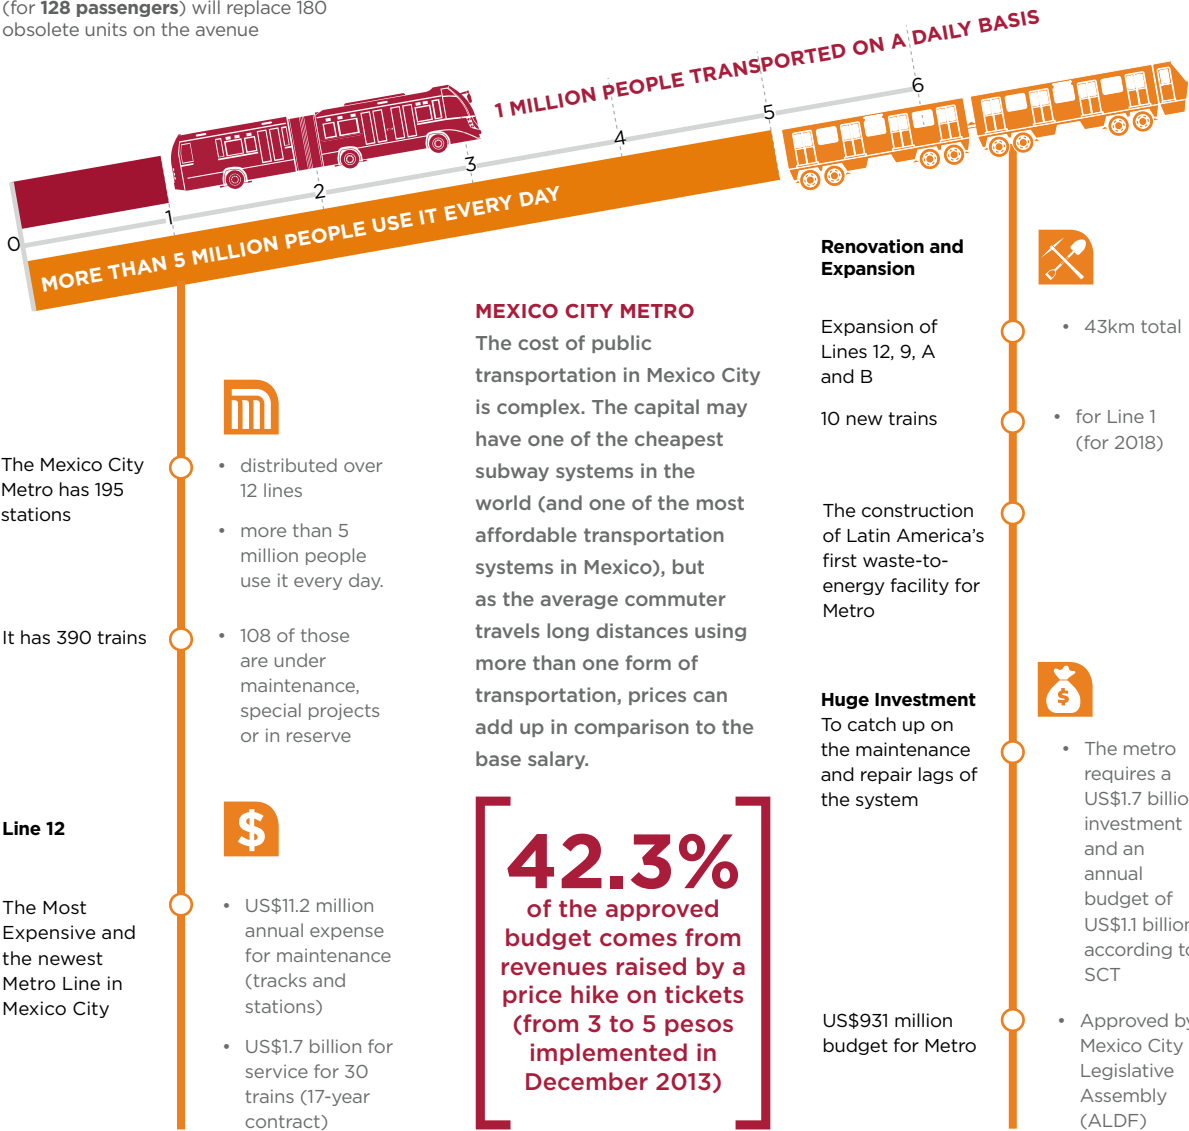 (for 128 passengers) will replace 180
obsolete units on the avenue
1 MILLION PEOPLE TRANSPORTED ON A DAILY BASIS
0
1
2
3
4
5
6
MORE THAN 5 MILLION PEOPLE USE IT EVERY DAY
The Mexico City
Metro has 195
stations
• distributed over
12 lines
• more than 5
million people
use it every day.
It has 390 trains
• 108 of those
are under
maintenance,
special projects
or in reserve
Line 12
$
The Most
Expensive and
the newest
Metro Line in
Mexico City
• US$11.2 million
annual expense
for maintenance
(tracks and
stations)
• US$1.7 billion for
service for 30
trains (17-year
contract)
MEXICO CITY METRO
The cost of public
transportation in Mexico City
is complex. The capital may
have one of the cheapest
subway systems in the
world (and one of the most
affordable transportation
systems in Mexico), but
as the average commuter
travels long distances using
more than one form of
transportation, prices can
add up in comparison to the
base salary.
42.3%
of the approved
budget comes from
revenues raised by a
price hike on tickets
(from 3 to 5 pesos
implemented in
December 2013)
Renovation and
Expansion
Expansion of
Lines 12, 9, A
and B
• 43km total
10 new trains
• for Line 1
(for 2018)
The construction
of Latin America's
first waste-to-
energy facility for
Metro
$
Huge Investment
To catch up on
the maintenance
and repair lags of
the system
• The metro
requires a
US$1.7 billio
investment
and an
annual
budget of
US$1.1 billion
according to
SCT
US$931 million
budget for Metro
• Approved by
Mexico City
Legislative
Assembly
(ALDF)